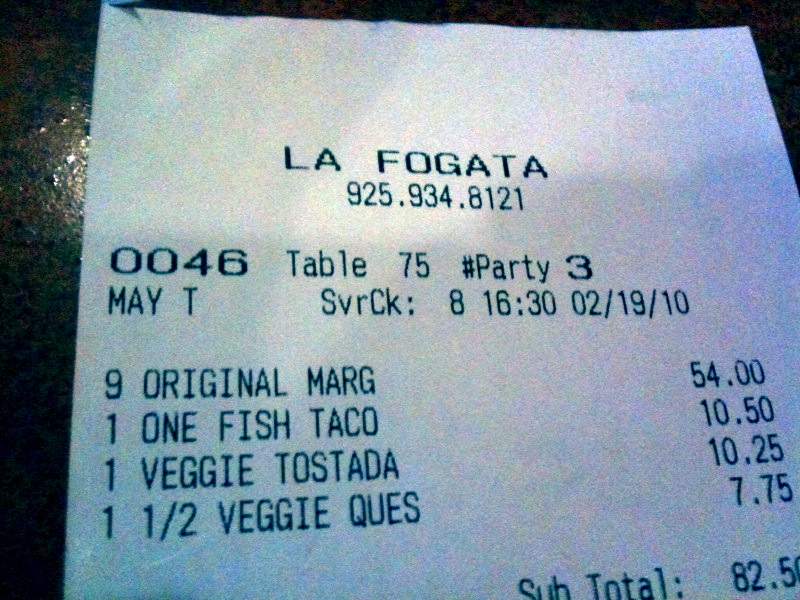 LA FOGATA
925.934.8121
0046 Table 75 #Party 3
MAY T SvrCk: 8 16:30 02/19/10
9 ORIGINAL MARG 54.00
1 ONE FISH TACO 10.50
1 VEGGIE TOSTADA 10.25
1 1/2 VEGGIE QUES 7.75
Sub Total: 82.50